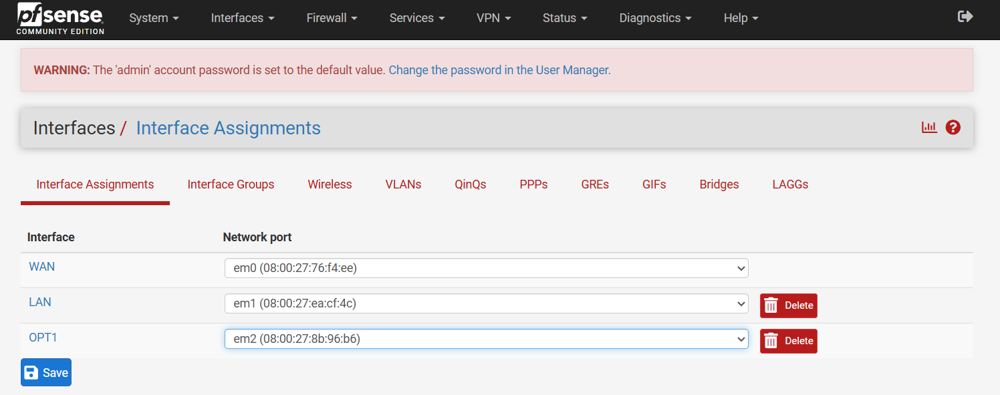 pfsense
COMMUNITY EDITION
System Interfaces Firewall Services VPN Status Diagnostics Help
WARNING: The 'admin' account password is set to the default value. Change the password in the User Manager.
Interfaces / Interface Assignments
Interface Assignments Interface Groups Wireless VLANs QinQs PPPs GREs GIFs Bridges LAGGs
Interface Network port
WAN em0 (08:00:27:76:f4:ee)
LAN em1 (08:00:27:ea:cf:4c) Delete
OPT1 em2 (08:00:27:8b:96:b6) Delete
Save